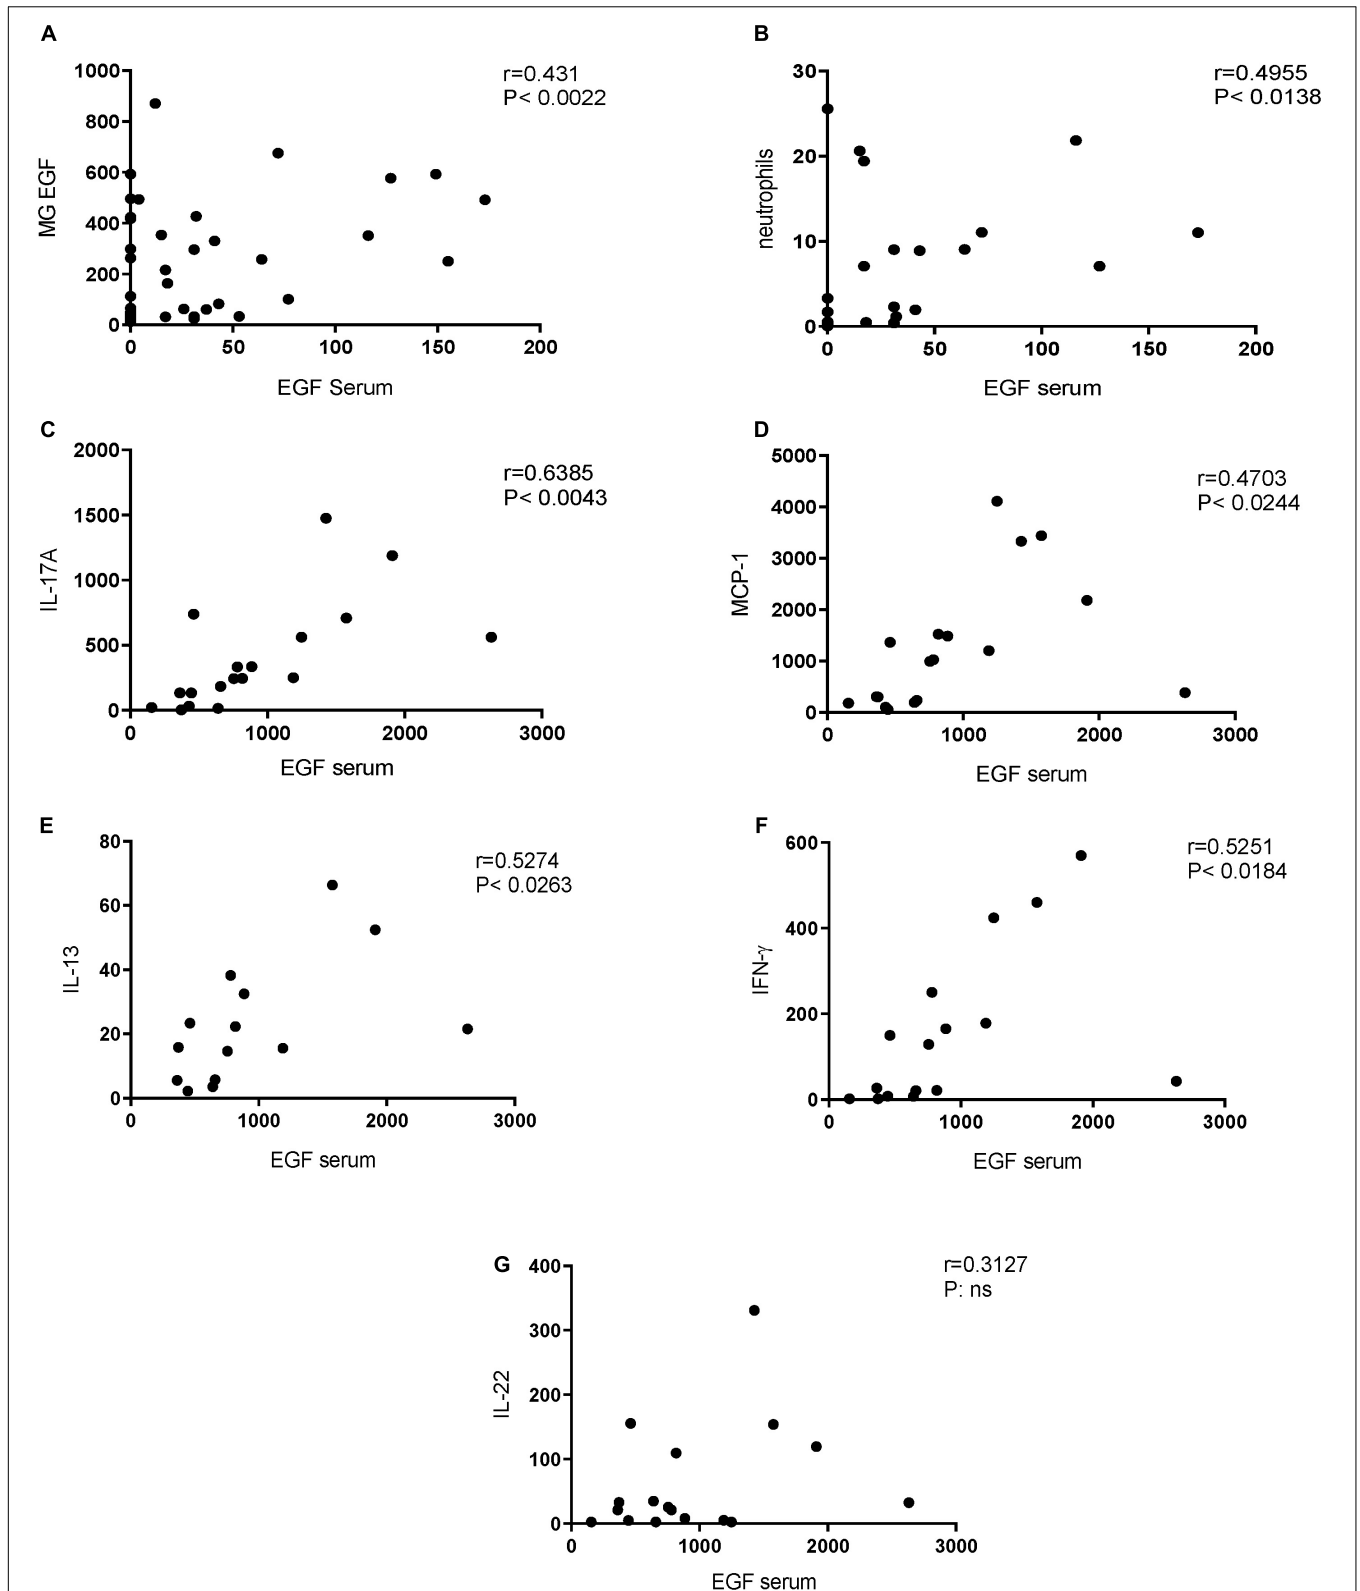 A
r=0.431
P< 0.0022
MG EGF
1000
800
600
400
200
0
0 50 100 150 200
EGF Serum
B
r=0.4955
P< 0.0138
neutrophils
30
20
10
0
0 50 100 150 200
EGF serum
C
r=0.6385
P< 0.0043
IL-17A
2000
1500
1000
500
0
0 1000 2000 3000
EGF serum
D
r=0.4703
P< 0.0244
MCP-1
5000
4000
3000
2000
1000
0
0 1000 2000 3000
EGF serum
E
r=0.5274
P< 0.0263
IL-13
80
60
40
20
0
0 1000 2000 3000
EGF serum
F
r=0.5251
P< 0.0184
IFN-γ
600
400
200
0
0 1000 2000 3000
EGF serum
G
r=0.3127
P: ns
IL-22
400
300
200
100
0
0 1000 2000 3000
EGF serum